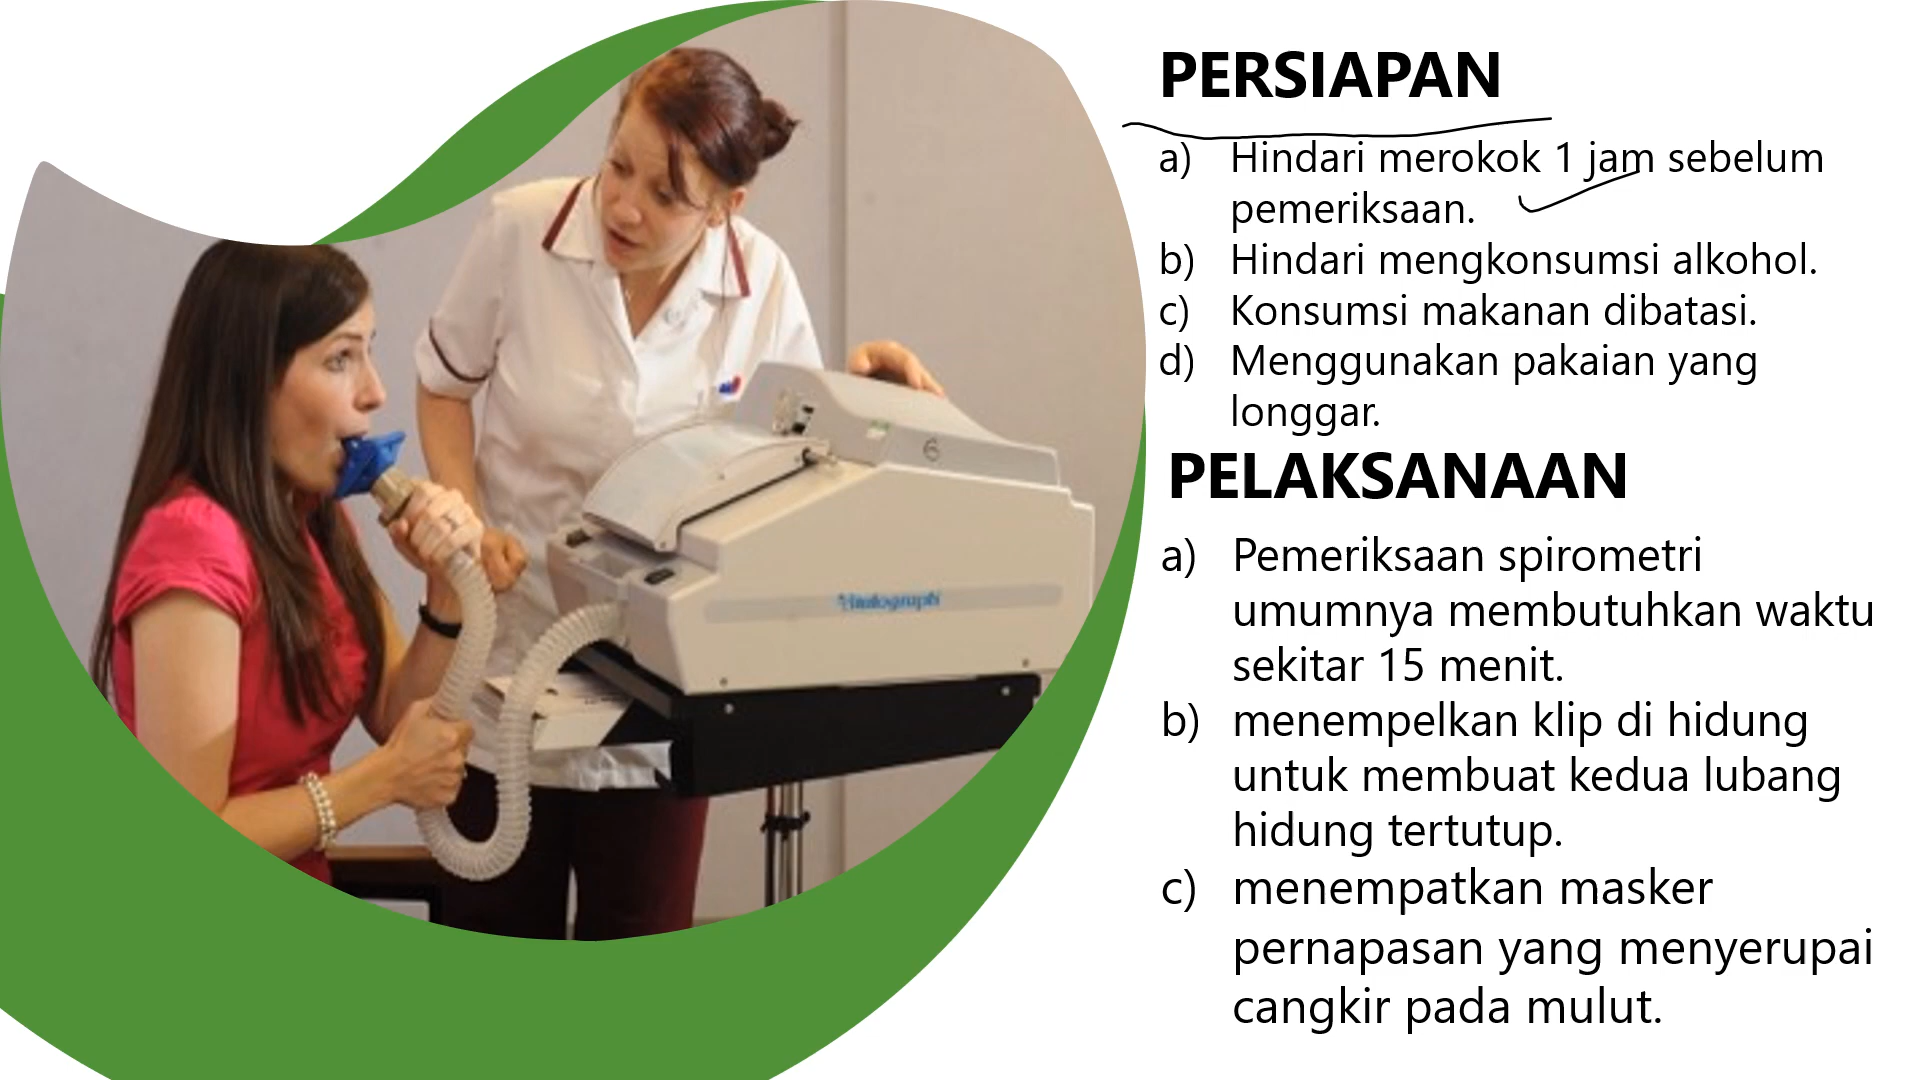 PERSIAPAN
a) Hindari merokok 1 jam sebelum
pemeriksaan.
b) Hindari mengkonsumsi alkohol.
c) Konsumsi makanan dibatasi.
d) Menggunakan pakaian yang
longgar.
PELAKSANAAN
a) Pemeriksaan spirometri
umumnya membutuhkan waktu
sekitar 15 menit.
b) menempelkan klip di hidung
untuk membuat kedua lubang
hidung tertutup.
c) menempatkan masker
pernapasan yang menyerupai
cangkir pada mulut.